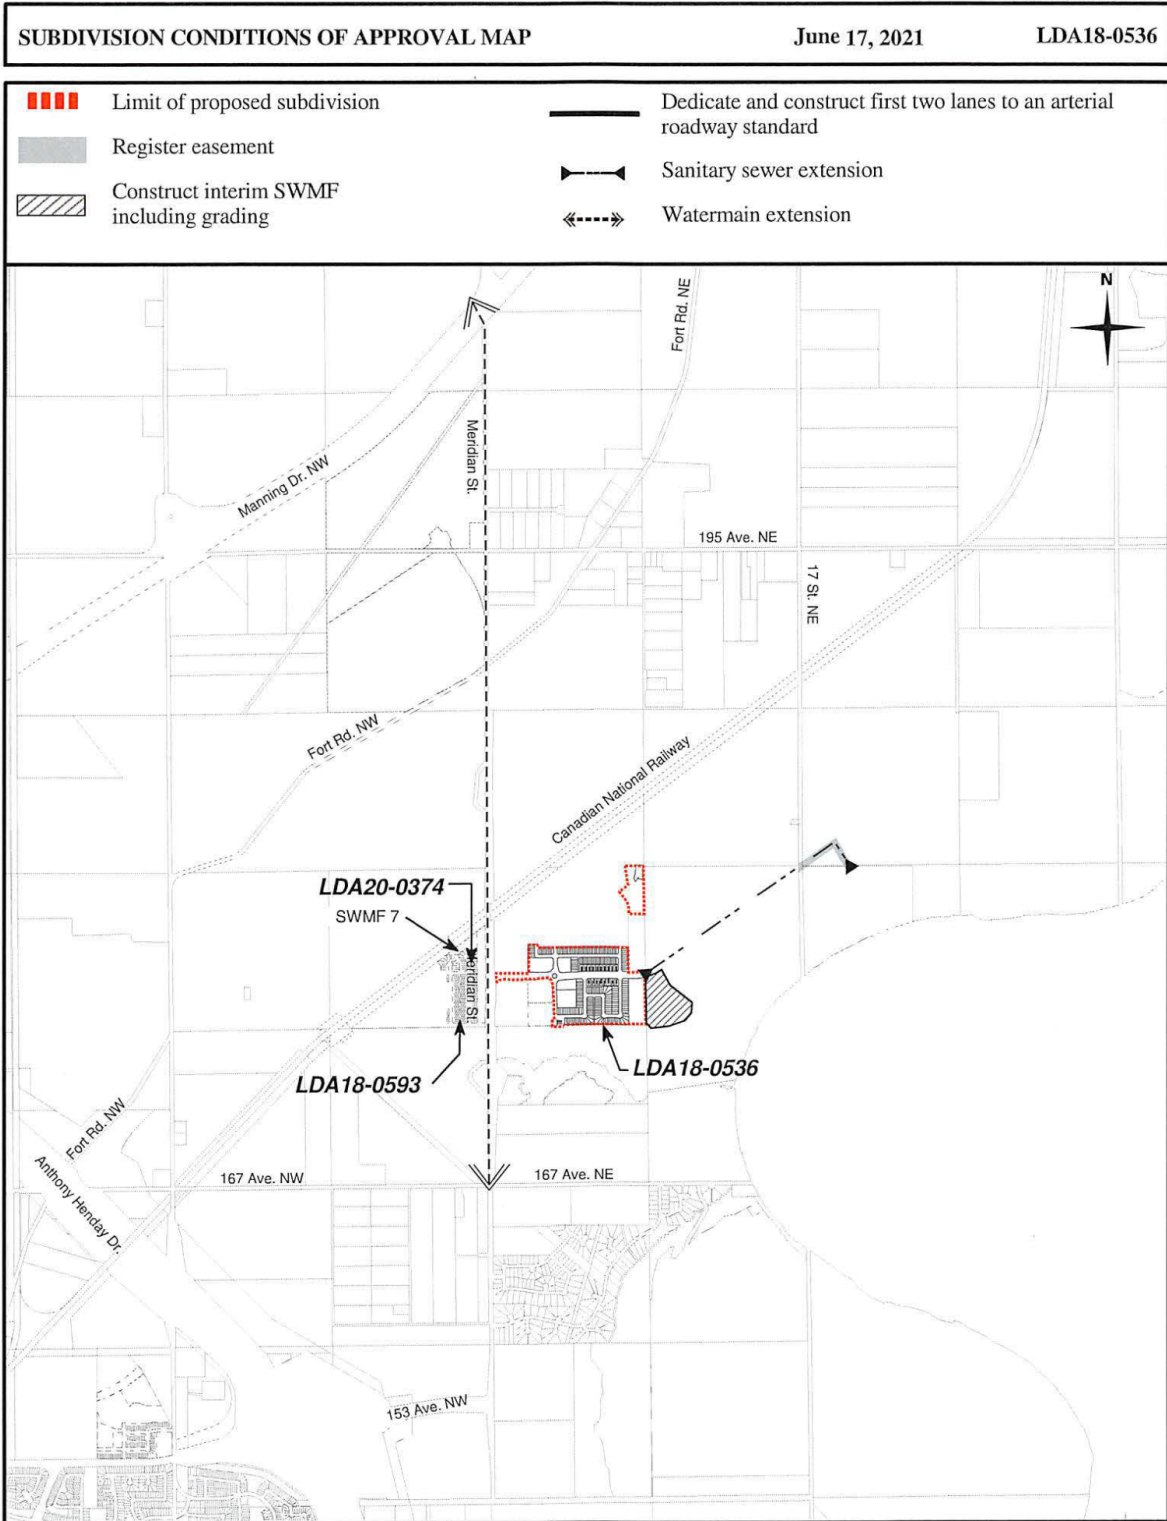 SUBDIVISION CONDITIONS OF APPROVAL MAP June 17, 2021 LDA18-0536
Limit of proposed subdivision
Register easement
Construct interim SWMF
including grading
Dedicate and construct first two lanes to an arterial
roadway standard
Sanitary sewer extension
Watermain extension
N
Fort Rd. NE
Meridian St.
Manning Dr. NW
195 Ave. NE
17 St. NE
Fort Rd. NW
Canadian National Railway
LDA20-0374
SWMF 7
Meridian St.
LDA18-0593
LDA18-0536
Fort Rd. NW
Anthony Henday Dr.
167 Ave. NW
167 Ave. NE
153 Ave. NW